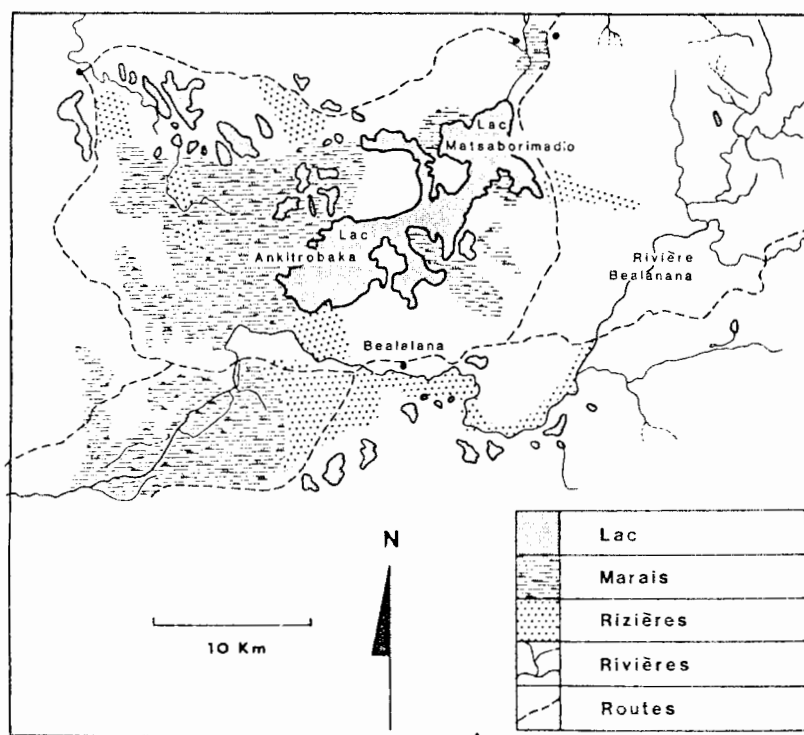 Lac
Matsaborimadio
Lac
Ankitrobaka
Rivière
Bealanana
Bealalana
N
10 Km
Lac
Marais
Rizières
Rivières
Routes